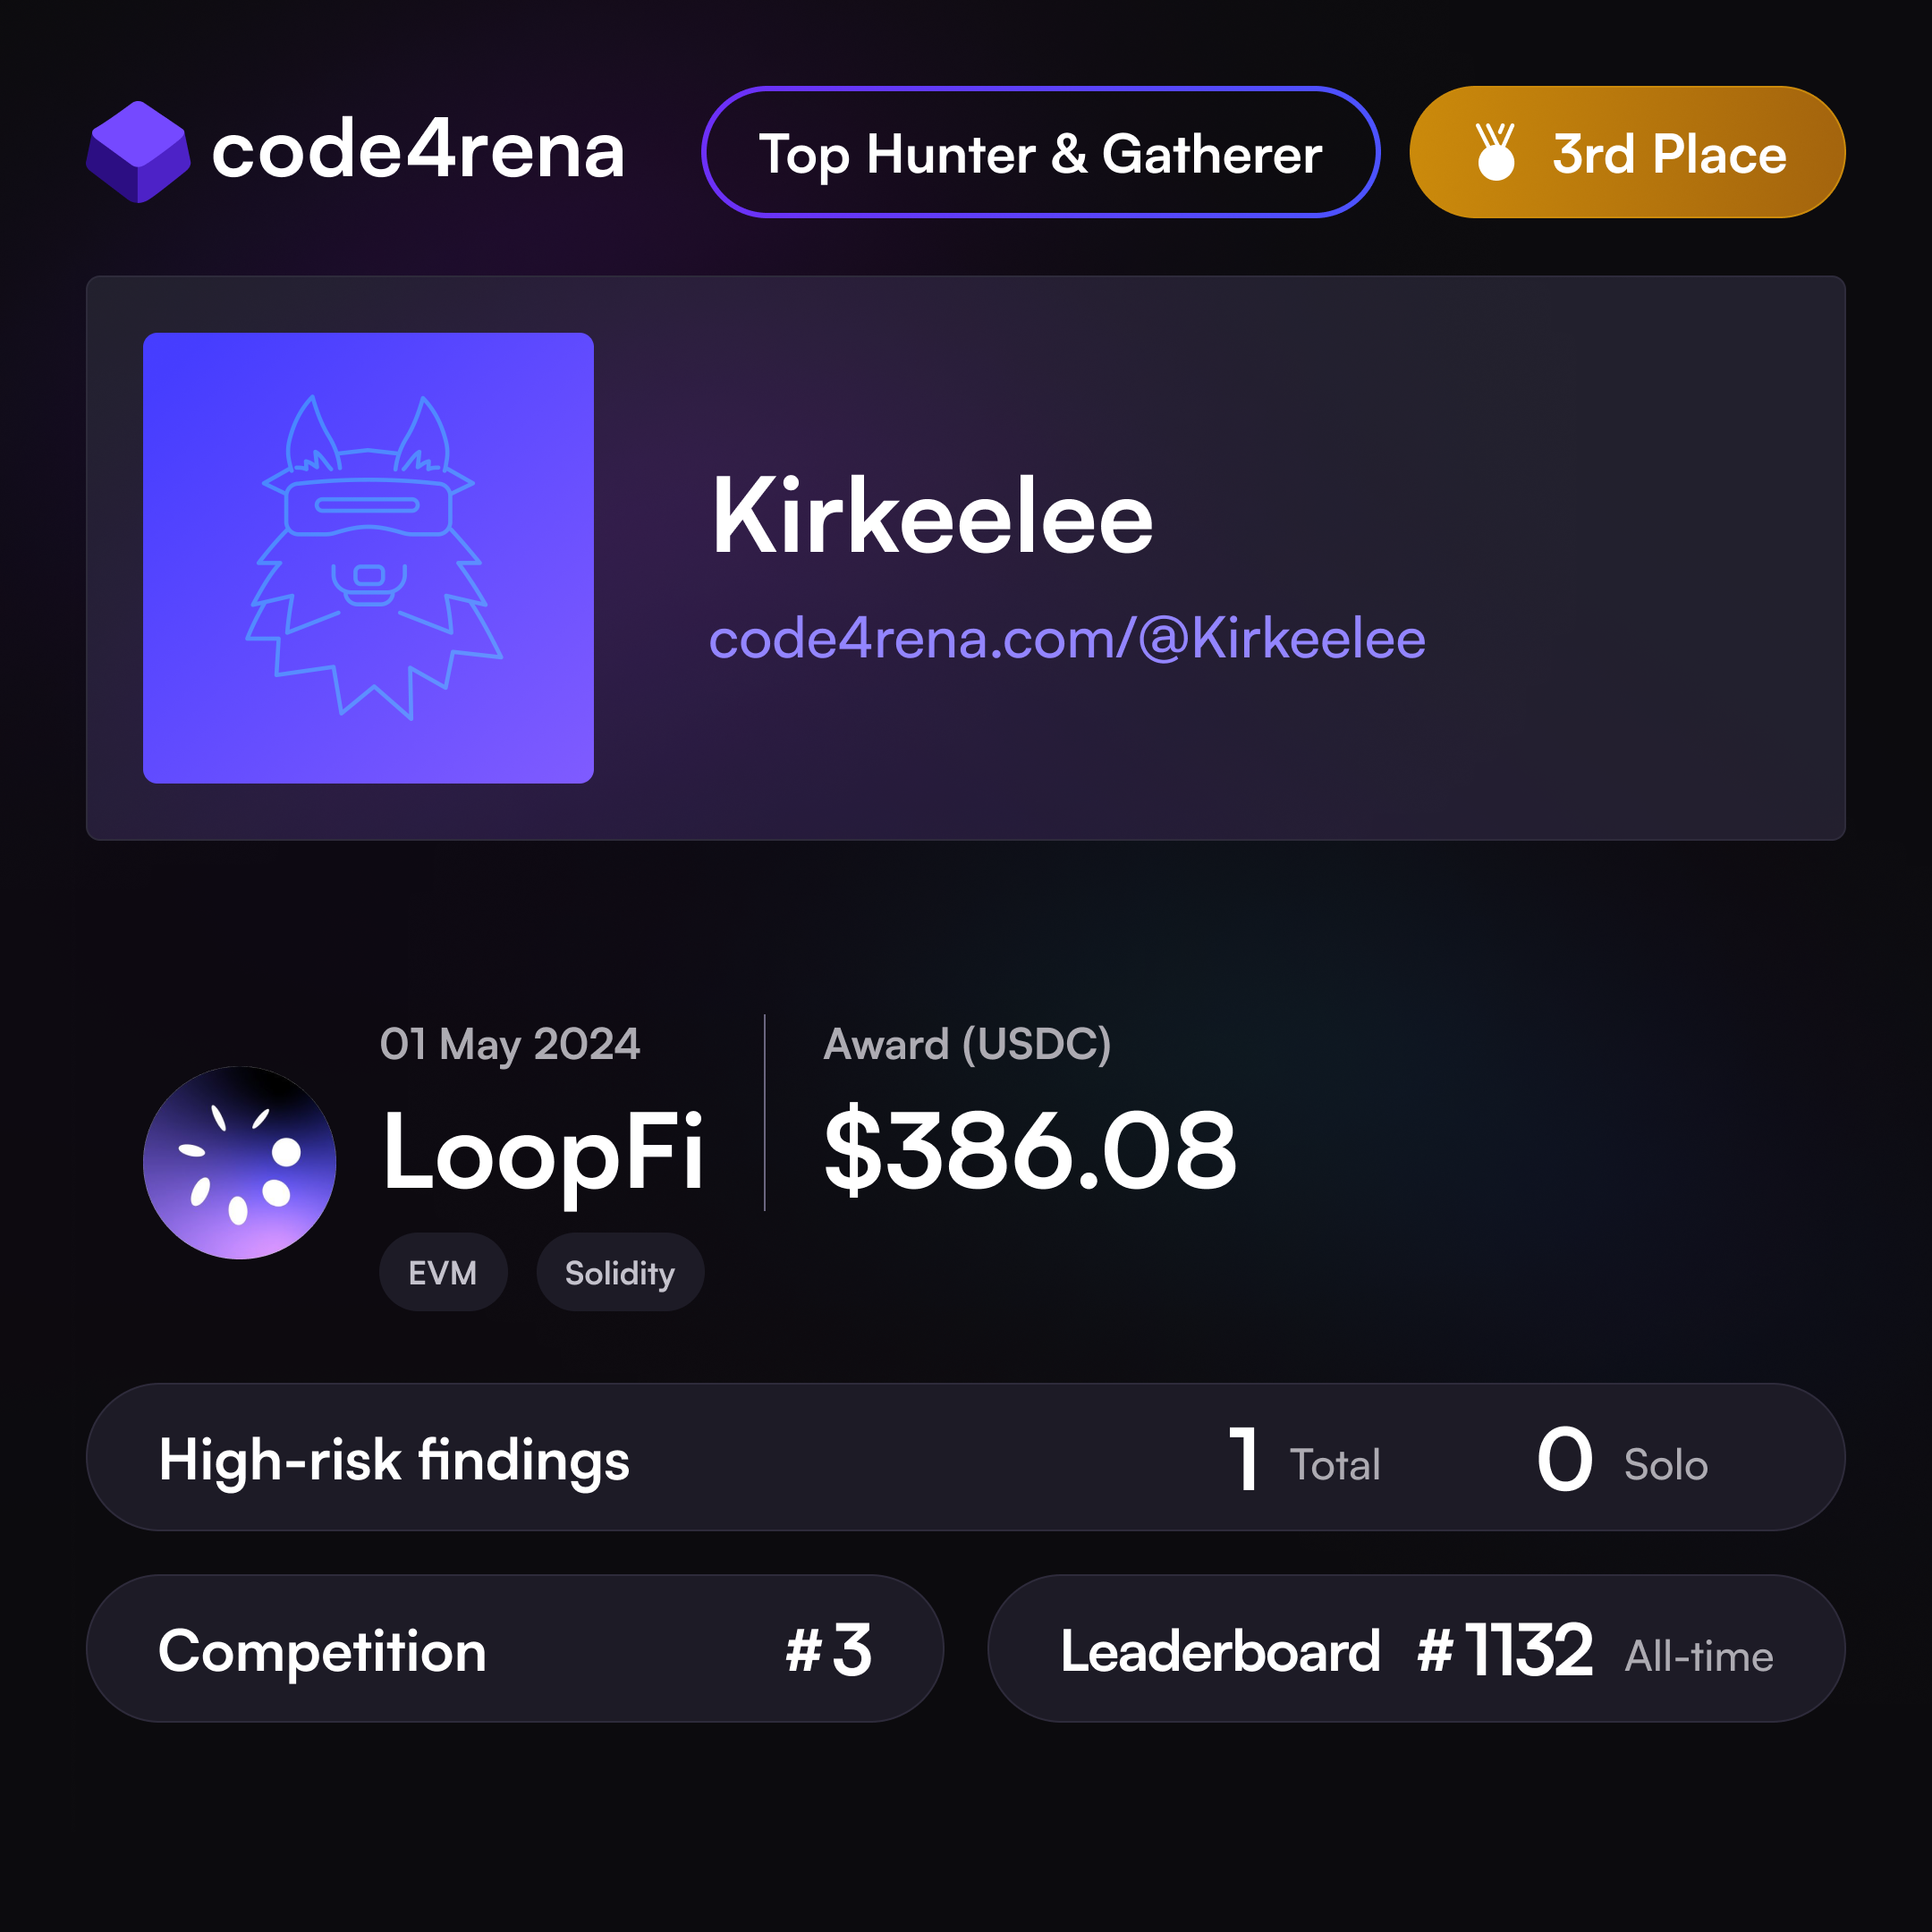 code4rena
Top Hunter & Gatherer
3rd Place
Kirkeelee
code4rena.com/@Kirkeelee
01 May 2024
LoopFi
EVM Solidity
Award (USDC)
$386.08
High-risk findings 1 Total 0 Solo
Competition #3
Leaderboard #1132 All-time